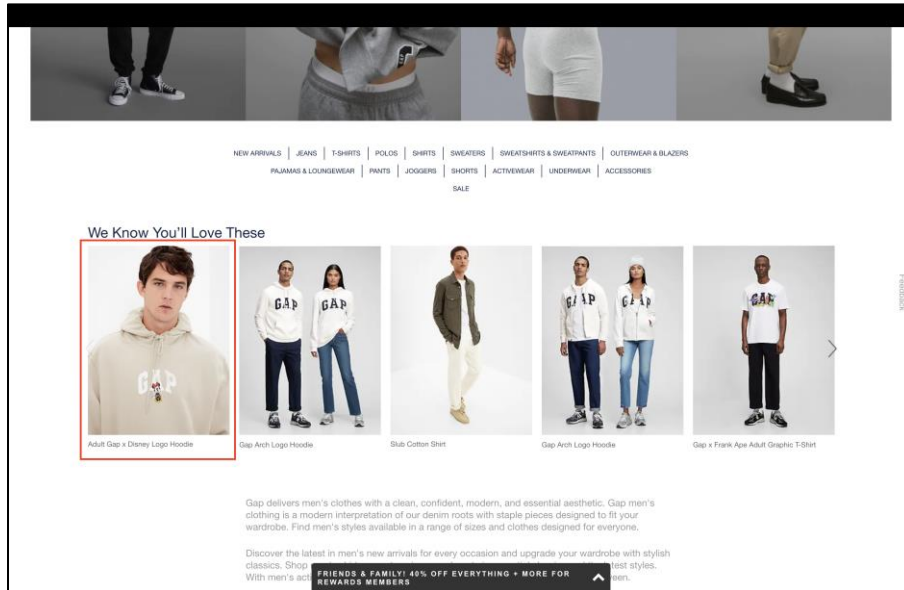 NEW ARRIVALS | JEANS | T-SHIRTS | POLOS | SHIRTS | SWEATERS | SWEATSHIRTS & SWEATPANTS | OUTERWEAR & BLAZERS
PAJAMAS & LOUNGEWEAR | PANTS | JOGGERS | SHORTS | ACTIVEWEAR | UNDERWEAR | ACCESSORIES
SALE
We Know You'll Love These
GAP
GAP
GAP
GAP
GAP
GAP
Feedback
Adult Gap x Disney Logo Hoodie
Gap Arch Logo Hoodie
Slub Cotton Shirt
Gap Arch Logo Hoodie
Gap x Frank Ape Adult Graphic T-Shirt
Gap delivers men's clothes with a clean, confident, modern, and essential aesthetic. Gap men's
clothing is a modern interpretation of our denim roots with staple pieces designed to fit your
wardrobe. Find men's styles available in a range of sizes and clothes designed for everyone.
Discover the latest in men's new arrivals for every occasion and upgrade your wardrobe with stylish
classics. Shop test styles.
With men's acti ween.
FRIENDS & FAMILY! 40% OFF EVERYTHING + MORE FOR
REWARDS MEMBERS